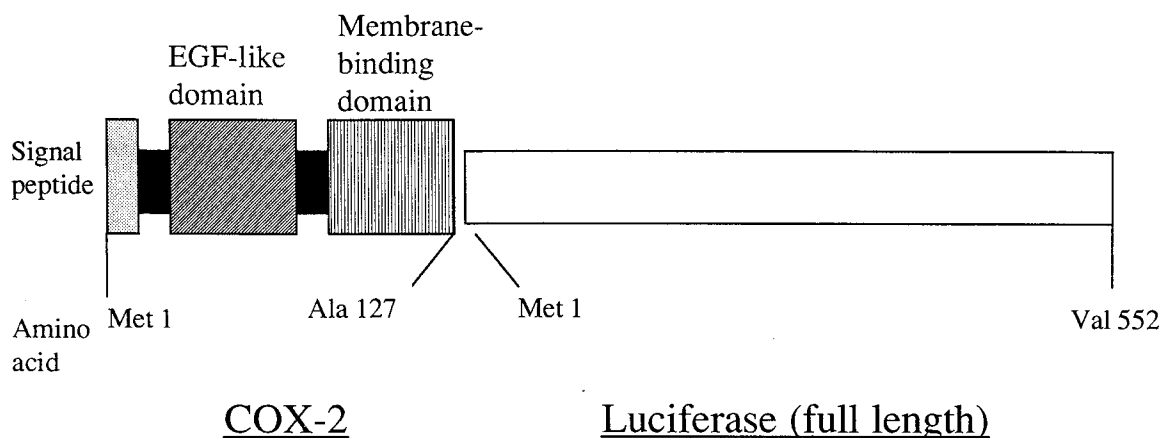 EGF-like
domain
Membrane-
binding
domain
Signal
peptide
Amino
acid
Met 1
Ala 127
Met 1
Val 552
COX-2
Luciferase (full length)